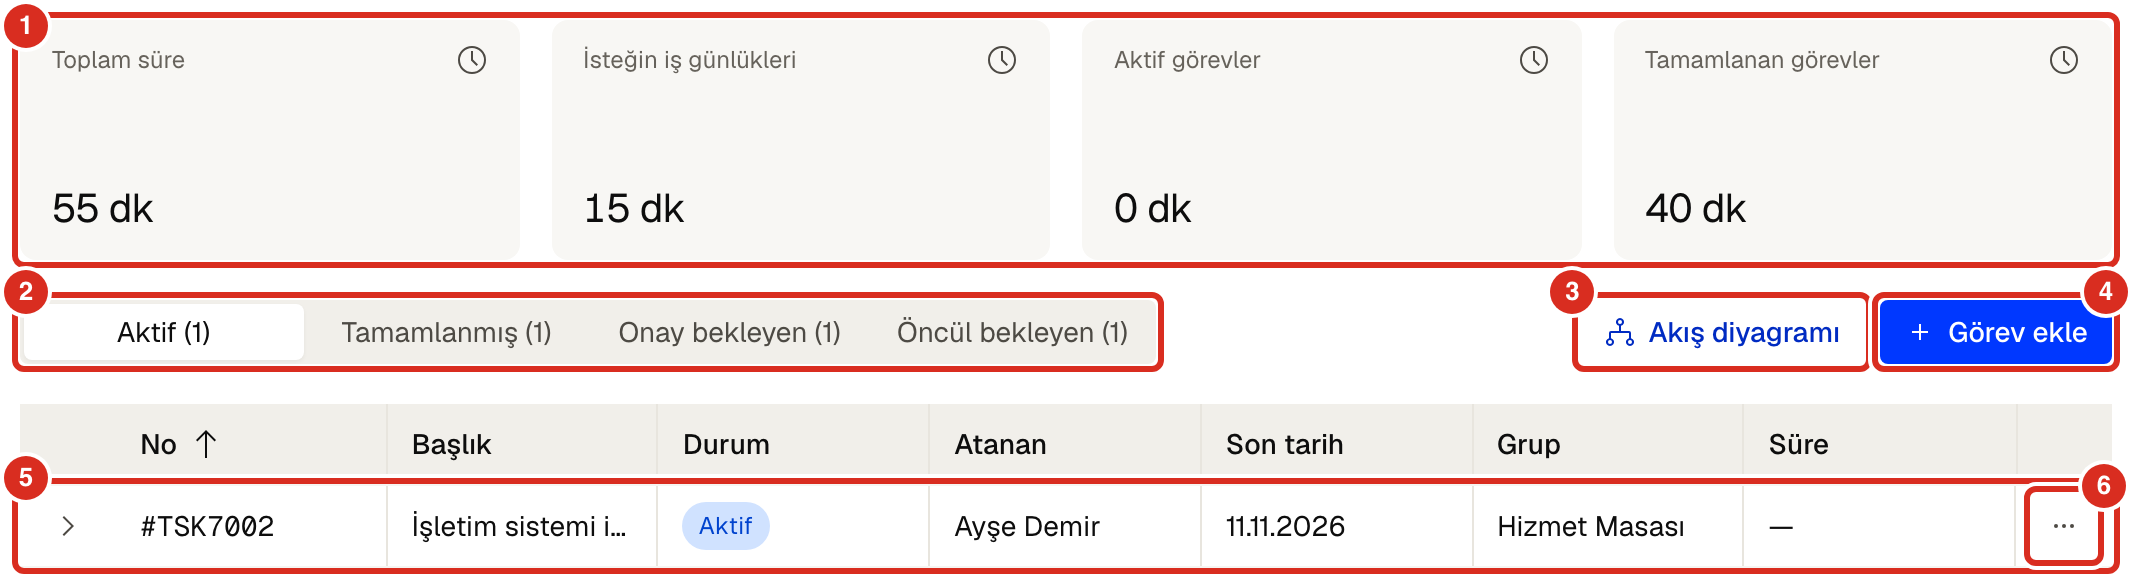 1
Toplam süre
İsteğin iş günlükleri
Aktif görevler
Tamamlanan görevler
55 dk
15 dk
0 dk
40 dk
2
3
4
Aktif (1)
Tamamlanmış (1)
Onay bekleyen (1)
Öncül bekleyen (1)
Akış diyagramı
+ Görev ekle
No ↑
Başlık
Durum
Atanan
Son tarih
Grup
Süre
5
6
#TSK7002
İşletim sistemi i...
Aktif
Ayşe Demir
11.11.2026
Hizmet Masası
—
...